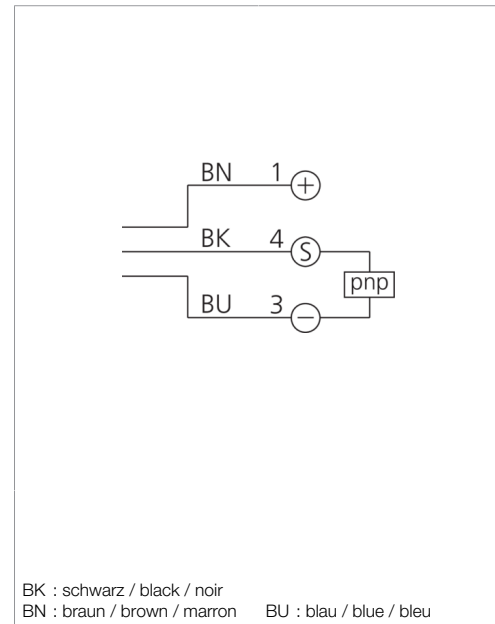 BN 1 +
BK 4 S
pnp
BU 3 −
BK : schwarz / black / noir
BN : braun / brown / marron BU : blau / blue / bleu